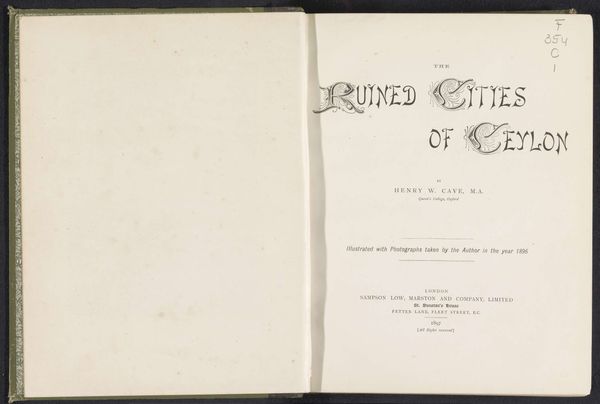 F
354
C
1
THE
RUINED CITIES
OF CEYLON
BY
HENRY W. CAVE, M.A.
Queen's College, Oxford
Illustrated with Photographs taken by the Author in the year 1896
LONDON
SAMPSON LOW, MARSTON AND COMPANY, LIMITED
St. Dunstan's House
FETTER LANE, FLEET STREET, E.C.
1897
[All Rights reserved]